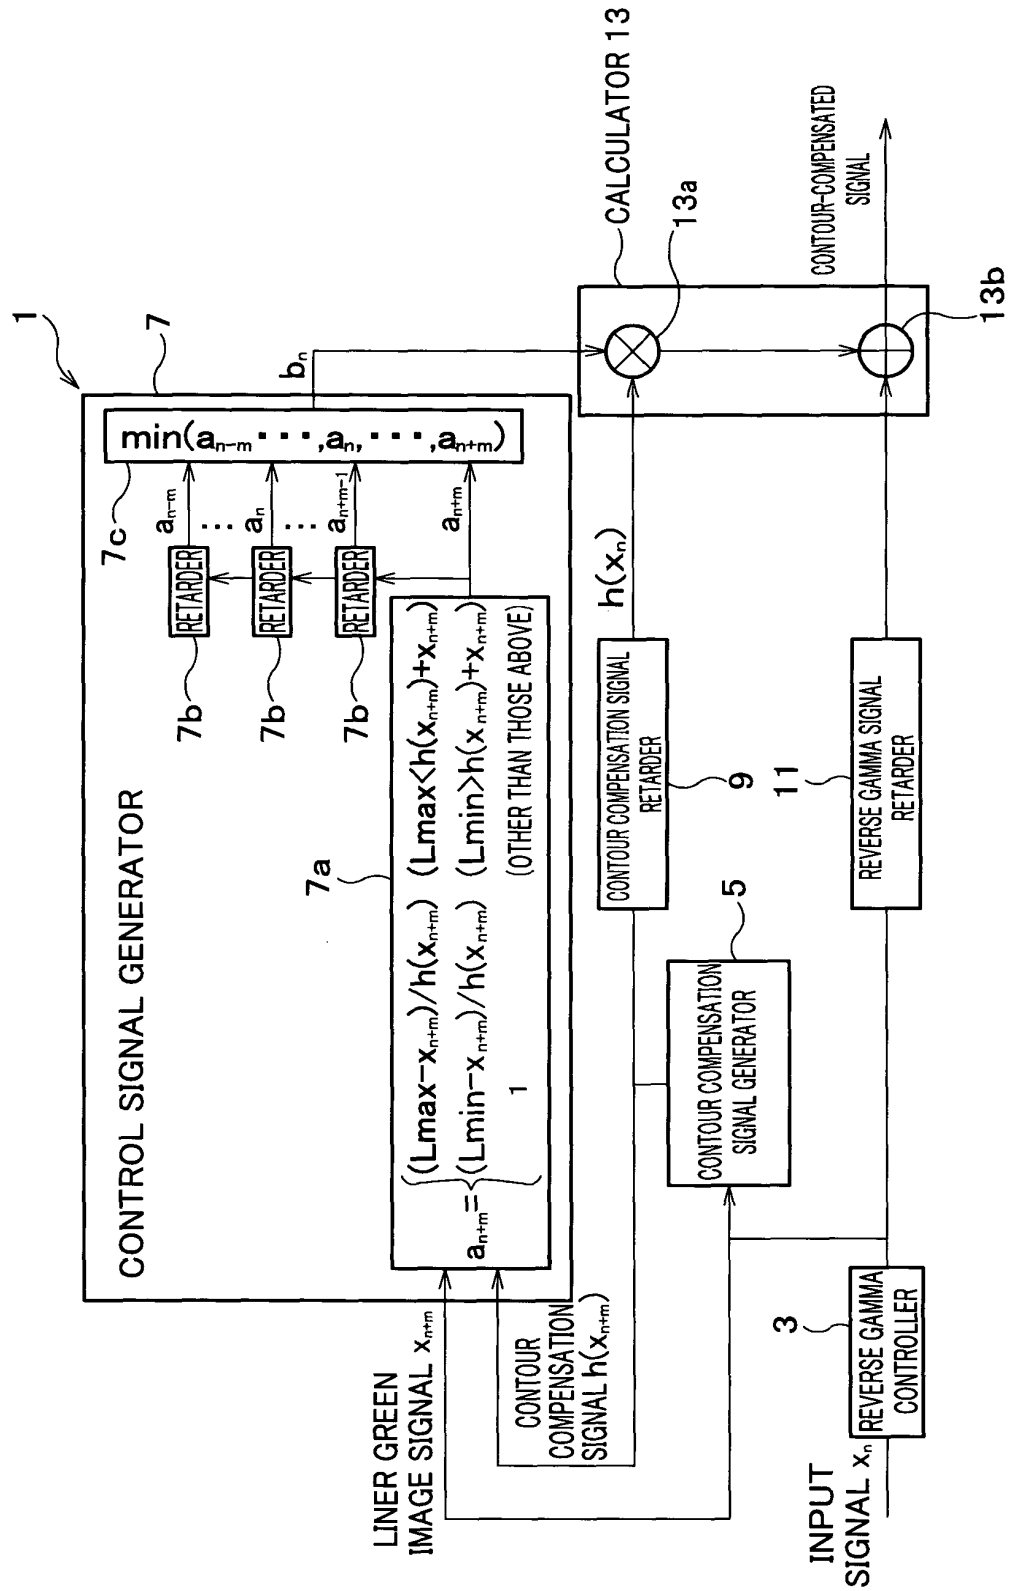 1
CONTROL SIGNAL GENERATOR
7
7c
min(aₙ₋ₘ ···,aₙ,···,aₙ₊ₘ)
bₙ
aₙ₋ₘ
···
aₙ
···
aₙ₊ₘ₋₁
aₙ₊ₘ
RETARDER
RETARDER
RETARDER
7b
7b
7b
7a
aₙ₊ₘ=
(Lmax−xₙ₊ₘ)/h(xₙ₊ₘ) (Lmax<h(xₙ₊ₘ)+xₙ₊ₘ)
(Lmin−xₙ₊ₘ)/h(xₙ₊ₘ) (Lmin>h(xₙ₊ₘ)+xₙ₊ₘ)
1 (OTHER THAN THOSE ABOVE)
LINER GREEN
IMAGE SIGNAL xₙ₊ₘ
CONTOUR
COMPENSATION
SIGNAL h(xₙ₊ₘ)
CONTOUR COMPENSATION SIGNAL
RETARDER
9
h(xₙ)
CALCULATOR 13
13a
CONTOUR COMPENSATION
SIGNAL GENERATOR
5
INPUT
SIGNAL xₙ
REVERSE GAMMA
CONTROLLER
3
REVERSE GAMMA SIGNAL
RETARDER
11
13b
CONTOUR-COMPENSATED
SIGNAL